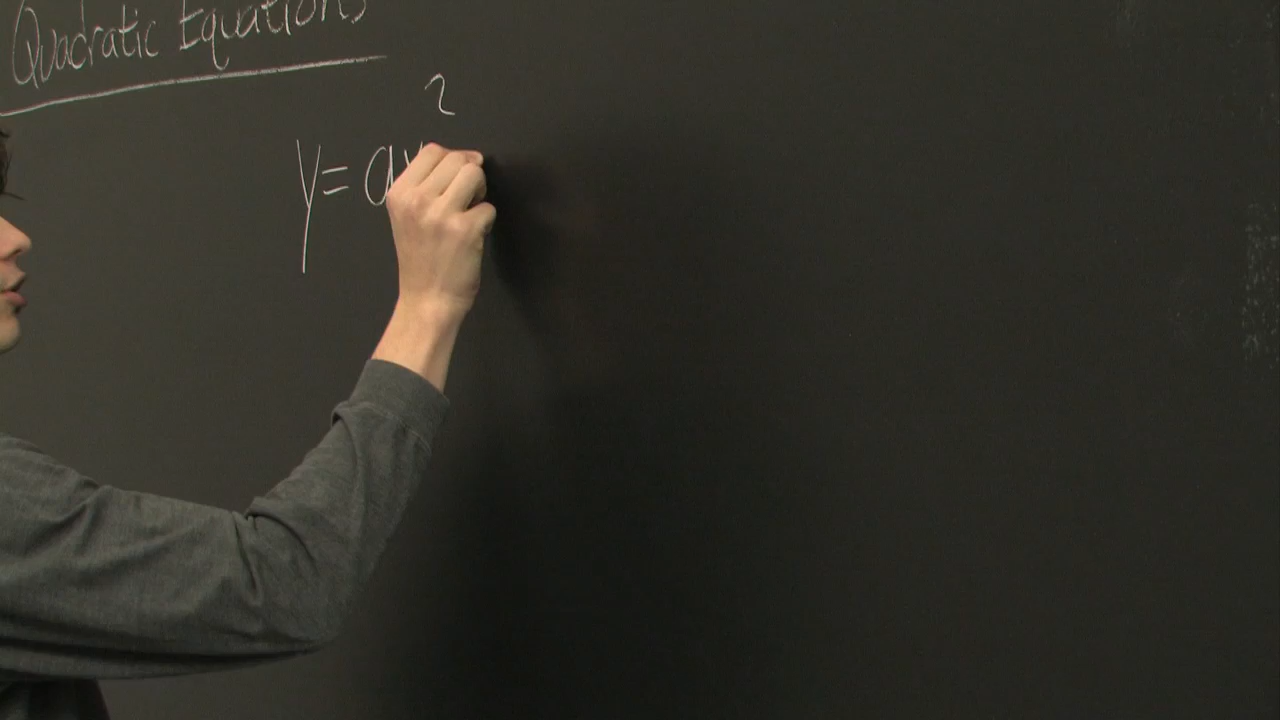 Quadratic Equations
y = ax²